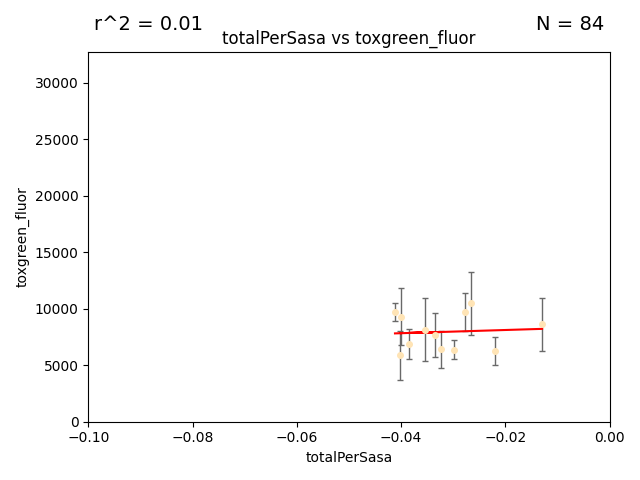 r^2 = 0.01
N = 84
totalPerSasa vs toxgreen_fluor
30000
25000
20000
15000
10000
5000
0
toxgreen_fluor
−0.10
−0.08
−0.06
−0.04
−0.02
0.00
totalPerSasa